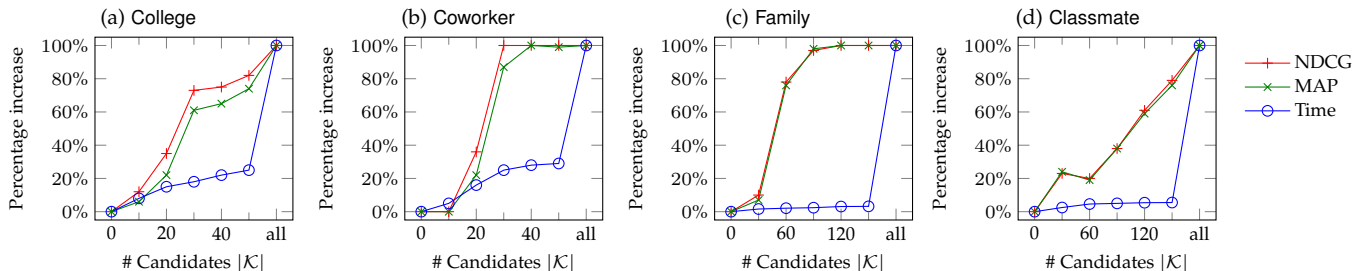 (a) College
Percentage increase
100%
80%
60%
40%
20%
0%
0 20 40 all
# Candidates |𝒦|
(b) Coworker
Percentage increase
100%
80%
60%
40%
20%
0%
0 20 40 all
# Candidates |𝒦|
(c) Family
Percentage increase
100%
80%
60%
40%
20%
0%
0 60 120 all
# Candidates |𝒦|
(d) Classmate
Percentage increase
100%
80%
60%
40%
20%
0%
0 60 120 all
# Candidates |𝒦|
NDCG
MAP
Time